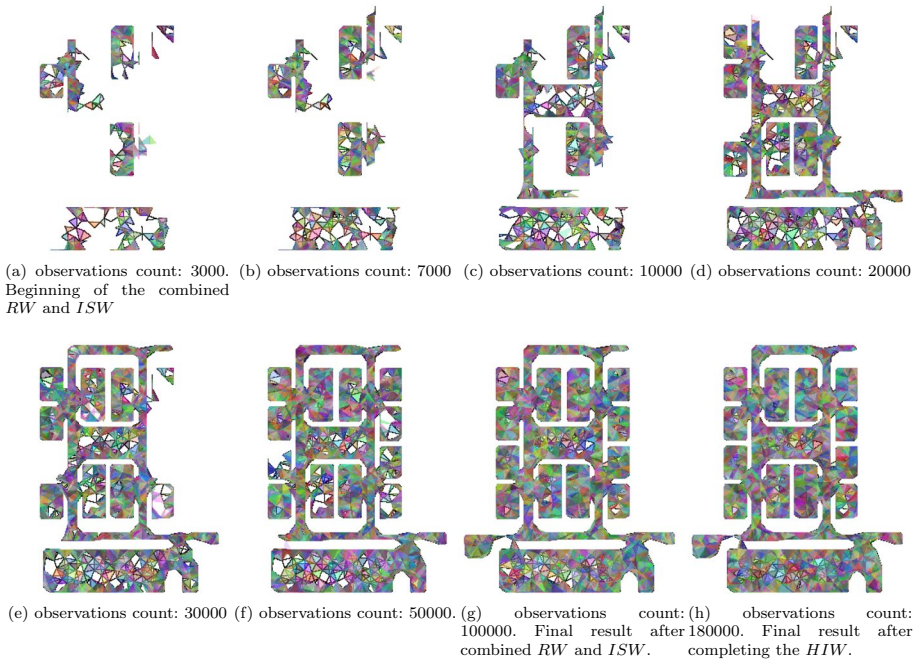 (a) observations count: 3000.
Beginning of the combined
RW and ISW
(b) observations count: 7000
(c) observations count: 10000
(d) observations count: 20000
(e) observations count: 30000
(f) observations count: 50000.
(g) observations count:
100000. Final result after
combined RW and ISW.
(h) observations count:
180000. Final result after
completing the HIW.